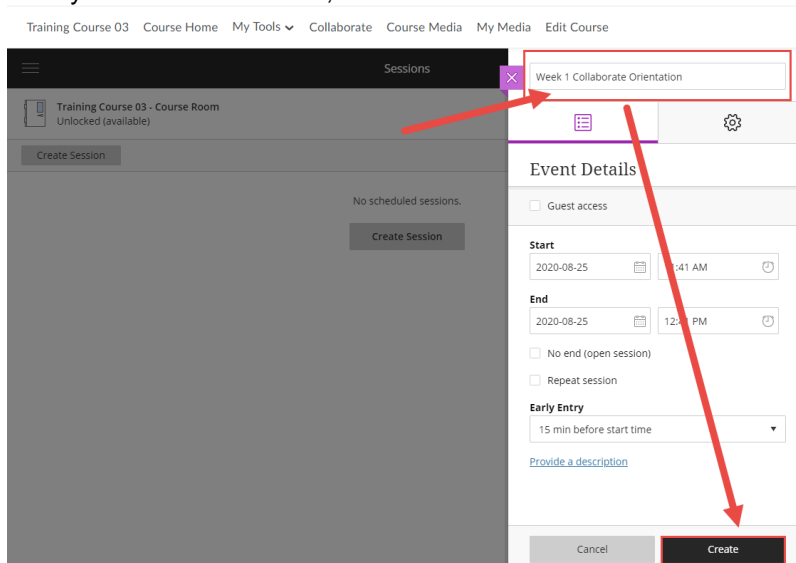 Training Course 03 Course Home My Tools Collaborate Course Media My Media Edit Course
Sessions
Training Course 03 - Course Room
Unlocked (available)
Create Session
No scheduled sessions.
Create Session
Week 1 Collaborate Orientation
Event Details
Guest access
Start
2020-08-25 :41 AM
End
2020-08-25 PM
No end (open session)
Repeat session
Early Entry
15 min before start time
Provide a description
Cancel Create